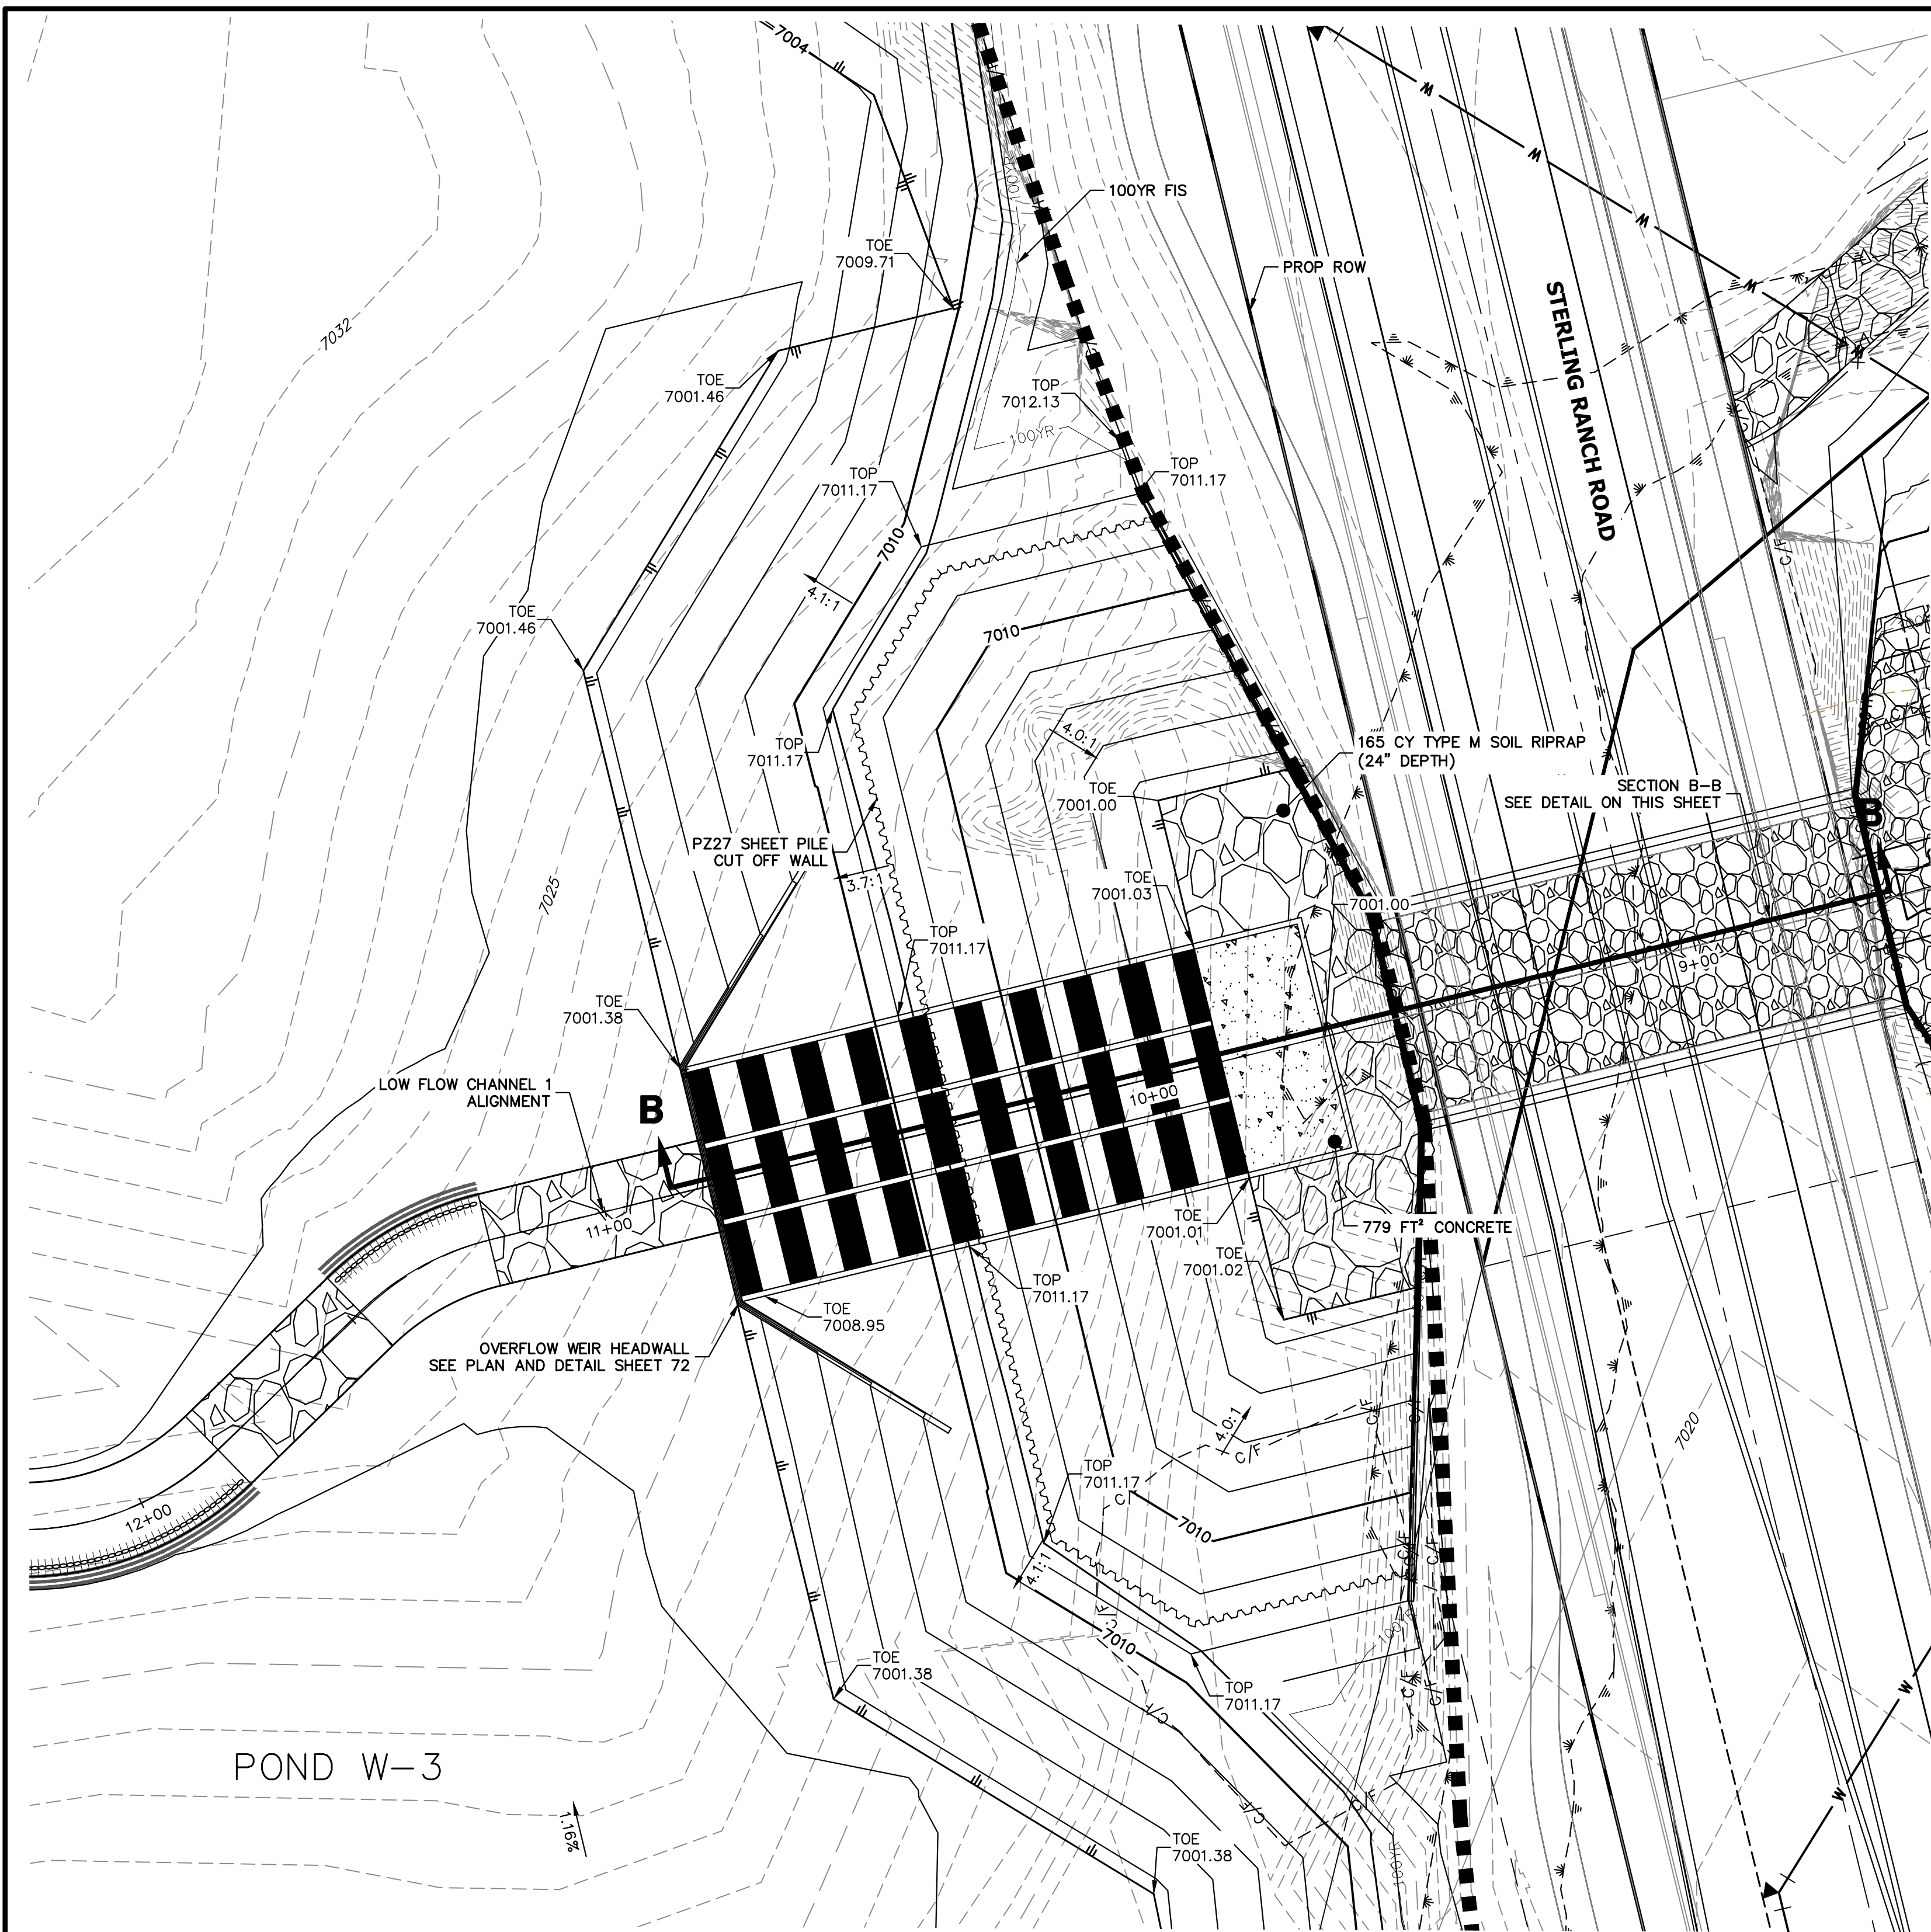 7004
100YR
100YR FIS
W
W
W
W
TOE
7009.71
PROP ROW
STERLING RANCH ROAD
7032
TOE
7001.46
TOP
7012.13
100YR
TOP
7011.17
TOP
7011.17
7010
C/F
4.1:1
TOE
7001.46
7010
4.0:1
TOP
7011.17
165 CY TYPE M SOIL RIPRAP
(24" DEPTH)
TOE
7001.00
SECTION B-B
SEE DETAIL ON THIS SHEET
B
PZ27 SHEET PILE
CUT OFF WALL
3.7:1
7025
TOE
7001.03
7001.00
TOP
7011.17
9+00
TOE
7001.38
LOW FLOW CHANNEL 1
ALIGNMENT
B
10+00
11+00
TOE
7001.01
779 FT² CONCRETE
TOE
7001.02
TOP
7011.17
TOE
7008.95
OVERFLOW WEIR HEADWALL
SEE PLAN AND DETAIL SHEET 72
4.0:1
C/F
C/F
C/F
7020
TOP
7011.17
C/F
12+00
7010
C/F
C/F
4.1:1
C/F
7010
100YR
TOE
7001.38
C/F
C/F
TOP
7011.17
W
C/F
POND W-3
C/F
C/F
W
1.16%
TOE
7001.38
100YR